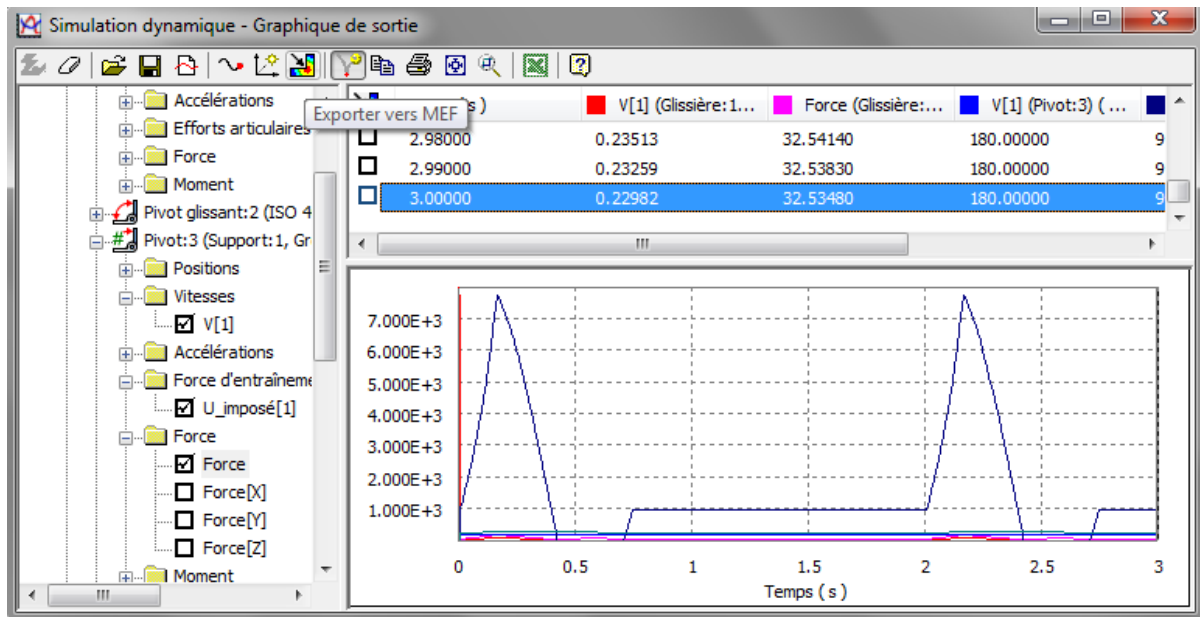 Simulation dynamique - Graphique de sortie
Exporter vers MEF
Accélérations
Efforts articulaires
Force
Moment
Pivot glissant:2 (ISO 4
Pivot:3 (Support:1, Gr
Positions
Vitesses
V[1]
Accélérations
Force d'entraîneme
U_imposé[1]
Force
Force
Force[X]
Force[Y]
Force[Z]
Moment
s ) V[1] (Glissière:1... Force (Glissière:... V[1] (Pivot:3) ( ...
2.98000 0.23513 32.54140 180.00000 9
2.99000 0.23259 32.53830 180.00000 9
3.00000 0.22982 32.53480 180.00000 9
7.000E+3
6.000E+3
5.000E+3
4.000E+3
3.000E+3
2.000E+3
1.000E+3
0 0.5 1 1.5 2 2.5 3
Temps ( s )